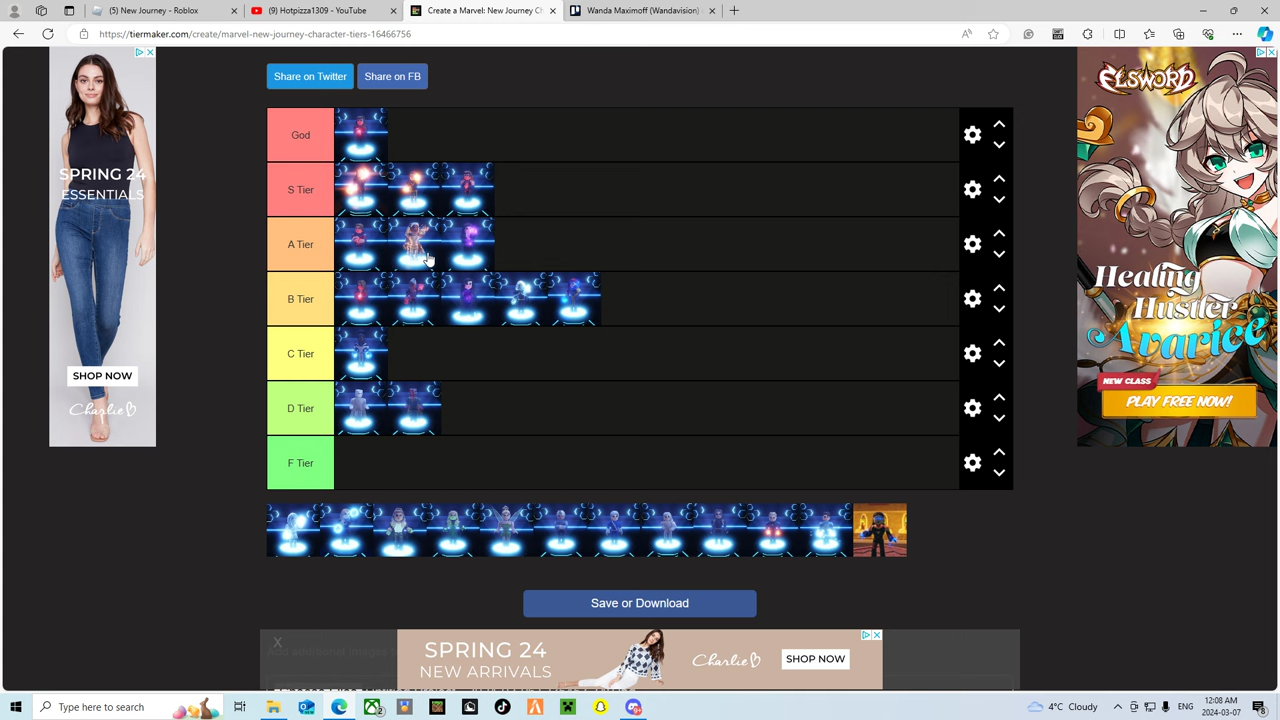 (5) New Journey - Roblox
(9) Hotpizza1309 - YouTube
Create a Marvel: New Journey Ch
Wanda Maximoff (Wandavision)
https://tiermaker.com/create/marvel-new-journey-character-tiers-16466756
Share on Twitter
Share on FB
God
S Tier
A Tier
B Tier
C Tier
D Tier
F Tier
SPRING 24
ESSENTIALS
SHOP NOW
Charlie
ELSWORD
Healing
Hustler
Avarice
NEW CLASS
PLAY FREE NOW!
Save or Download
X
Add additional images
SPRING 24
NEW ARRIVALS
Charlie
SHOP NOW
Type here to search
4°C Cloudy
ENG
12:08 AM
2024-03-07